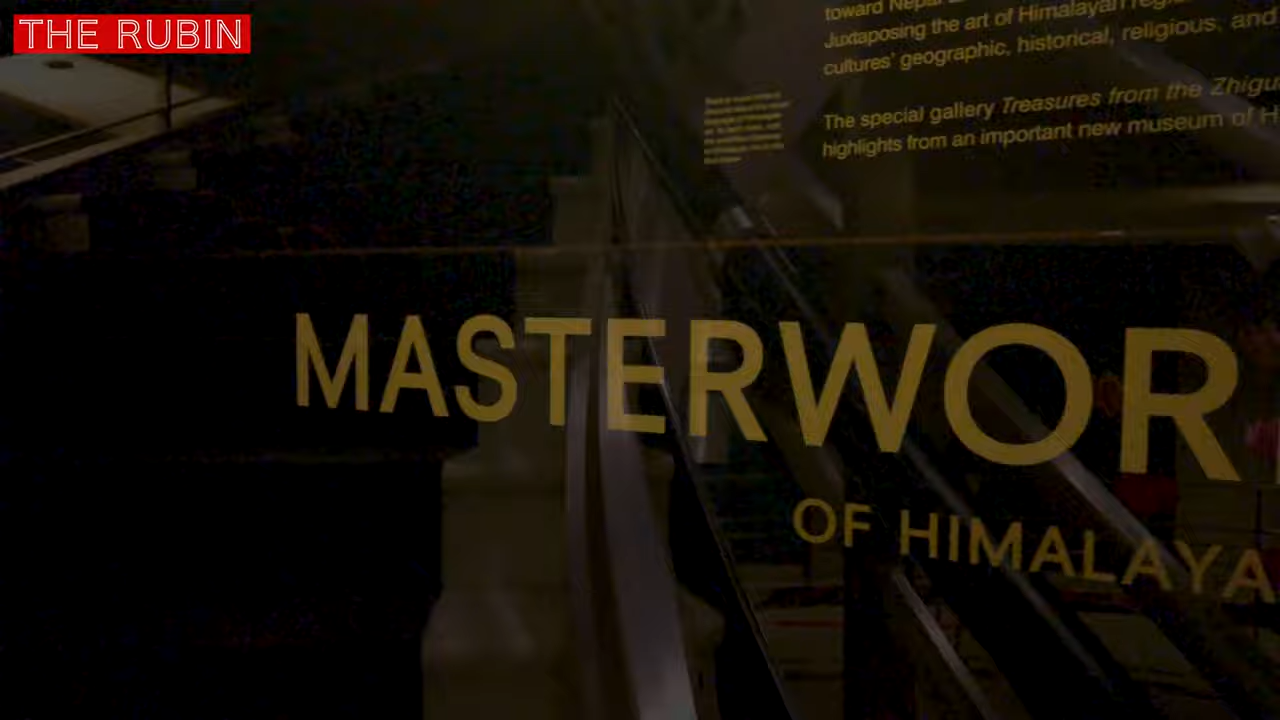 THE RUBIN
toward Nepal
Juxtaposing the art of Himalayan
cultures' geographic, historical, religious, and
The special gallery Treasures from the Zhigu
highlights from an important new museum of H
MASTERWOR
OF HIMALAYA